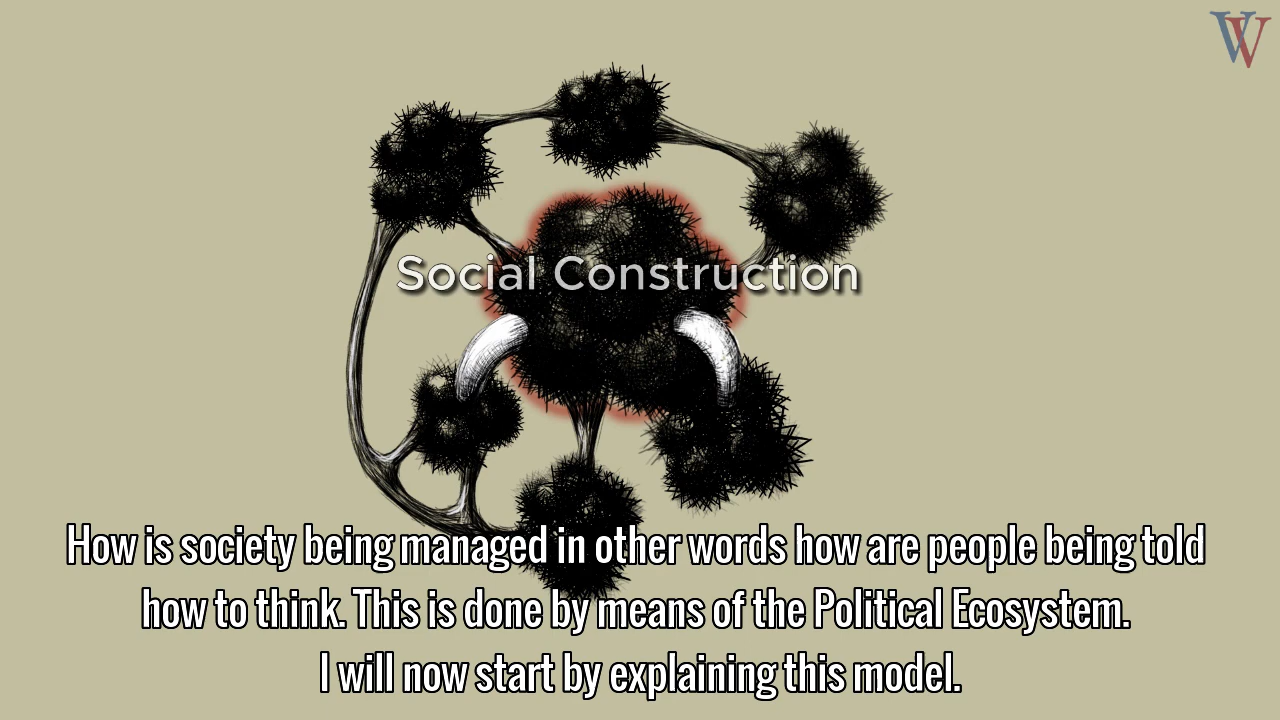 W
Social Construction
How is society being managed in other words how are people being told
how to think. This is done by means of the Political Ecosystem.
I will now start by explaining this model.